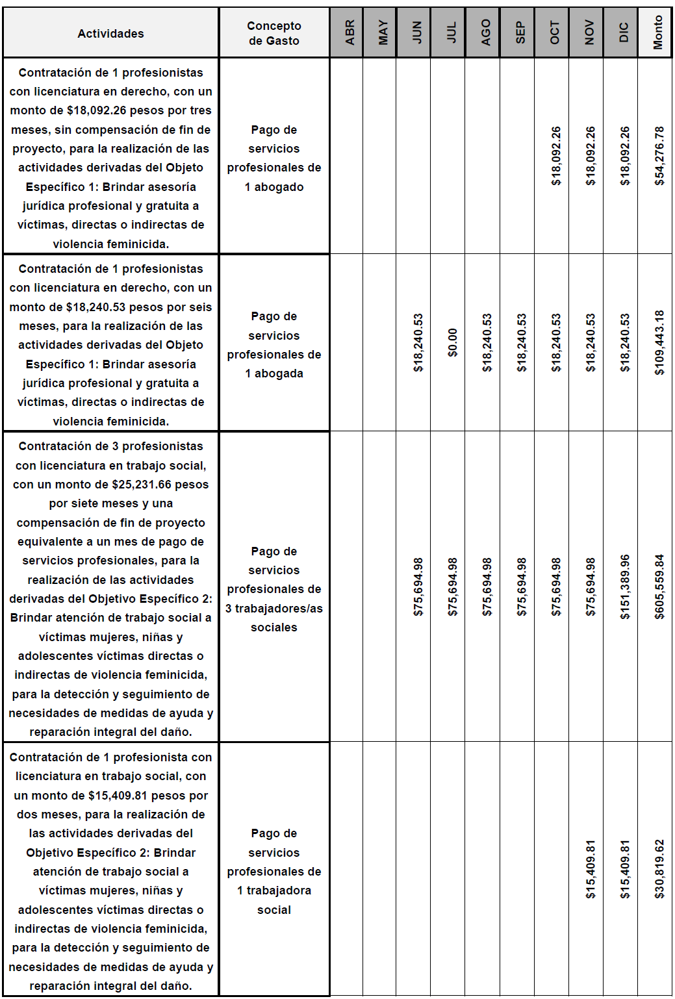 Actividades
Concepto
de Gasto
ABR
MAY
JUN
JUL
AGO
SEP
OCT
NOV
DIC
Monto
Contratación de 1 profesionistas
con licenciatura en derecho, con un
monto de $18,092.26 pesos por tres
meses, sin compensación de fin de
proyecto, para la realización de las
actividades derivadas del Objeto
Específico 1: Brindar asesoría
jurídica profesional y gratuita a
víctimas, directas o indirectas de
violencia feminicida.
Pago de
servicios
profesionales de
1 abogado
$18,092.26
$18,092.26
$18,092.26
$54,276.78
Contratación de 1 profesionistas
con licenciatura en derecho, con un
monto de $18,240.53 pesos por seis
meses, para la realización de las
actividades derivadas del Objeto
Específico 1: Brindar asesoría
jurídica profesional y gratuita a
víctimas, directas o indirectas de
violencia feminicida.
Pago de
servicios
profesionales de
1 abogada
$18,240.53
$0.00
$18,240.53
$18,240.53
$18,240.53
$18,240.53
$18,240.53
$109,443.18
Contratación de 3 profesionistas
con licenciatura en trabajo social,
con un monto de $25,231.66 pesos
por siete meses y una
compensación de fin de proyecto
equivalente a un mes de pago de
servicios profesionales, para la
realización de las actividades
derivadas del Objetivo Específico 2:
Brindar atención de trabajo social a
víctimas mujeres, niñas y
adolescentes víctimas directas o
indirectas de violencia feminicida,
para la detección y seguimiento de
necesidades de medidas de ayuda y
reparación integral del daño.
Pago de
servicios
profesionales de
3 trabajadores/as
sociales
$75,694.98
$75,694.98
$75,694.98
$75,694.98
$75,694.98
$75,694.98
$151,389.96
$605,559.84
Contratación de 1 profesionista con
licenciatura en trabajo social, con
un monto de $15,409.81 pesos por
dos meses, para la realización de
las actividades derivadas del
Objetivo Específico 2: Brindar
atención de trabajo social a
víctimas mujeres, niñas y
adolescentes víctimas directas o
indirectas de violencia feminicida,
para la detección y seguimiento de
necesidades de medidas de ayuda y
reparación integral del daño.
Pago de
servicios
profesionales de
1 trabajadora
social
$15,409.81
$15,409.81
$30,819.62